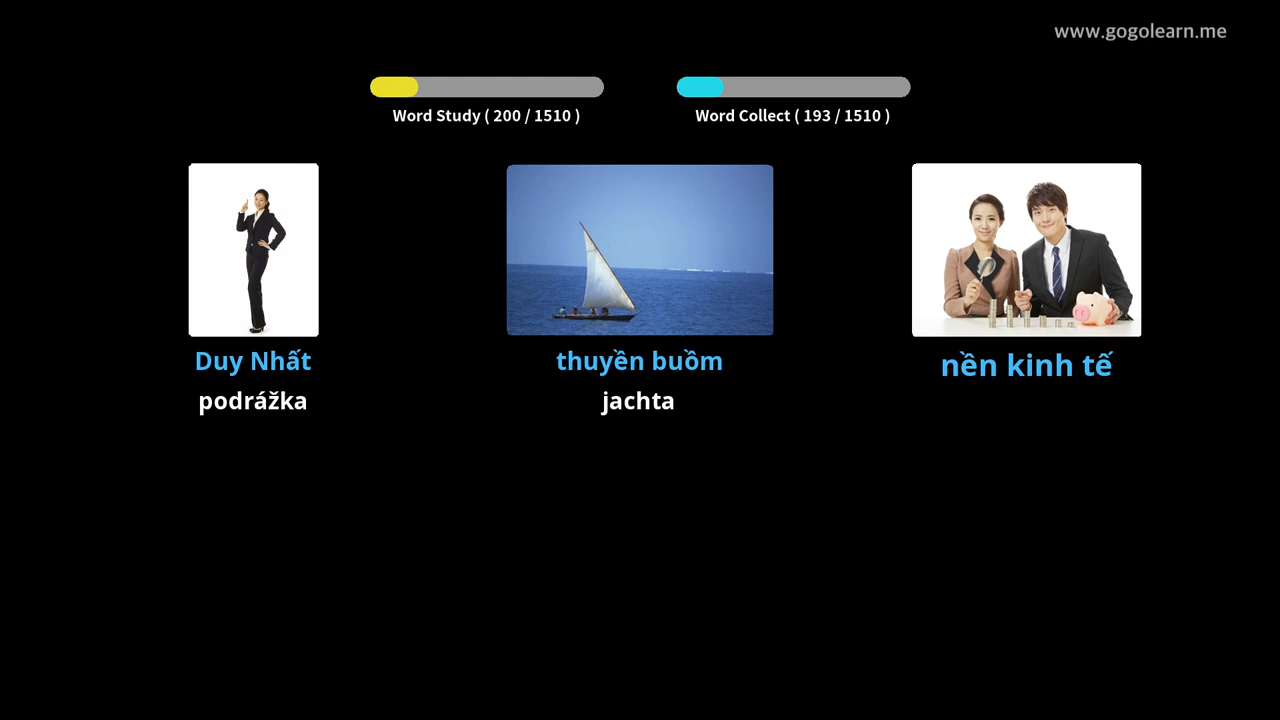 www.gogolearn.me
Word Study ( 200 / 1510 )
Word Collect ( 193 / 1510 )
Duy Nhất
podrážka
thuyền buồm
jachta
nền kinh tế